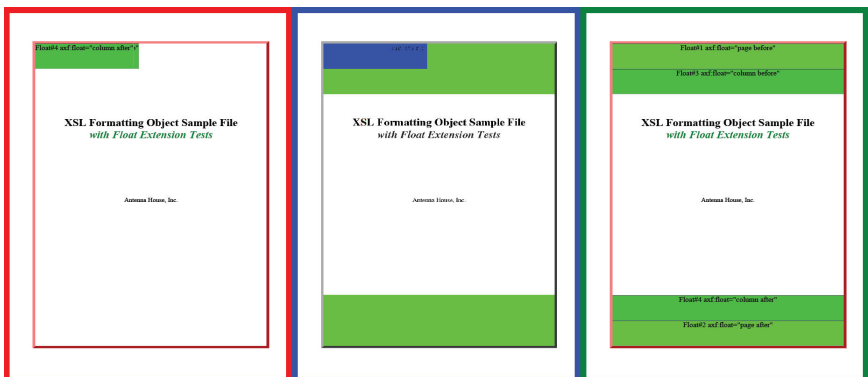 Float#4 axf:float="column after"
XSL Formatting Object Sample File
with Float Extension Tests
Antenna House, Inc.
XSL Formatting Object Sample File
with Float Extension Tests
Antenna House, Inc.
Float#1 axf:float="page before"
Float#3 axf:float="column before"
XSL Formatting Object Sample File
with Float Extension Tests
Antenna House, Inc.
Float#4 axf:float="column after"
Float#2 axf:float="page after"